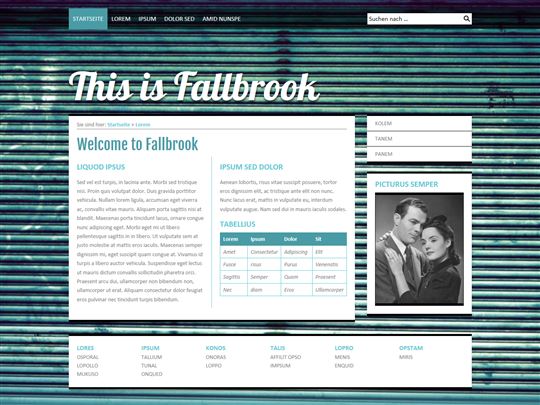 STARTSEITE LOREM IPSUM DOLOR SED AMID NUNSPE
Suchen nach ...
This is Fallbrook
Sie sind hier: Startseite » Lorem
Welcome to Fallbrook
LIQUOD IPSUS
Sed vel est turpis, in lacinia ante. Morbi sed tristique
nisi. Proin quis volutpat dolor. Duis gravida porttitor
vehicula. Nullam lorem ligula, accumsan eget viverra
ac, convallis vitae mauris. Aliquam porta sagittis nisi at
blandit. Maecenas porta tincidunt lacus, ornare congue
nunc adipiscing eget. Morbi eget mi ut libero
pellentesque sagittis in in libero. Ut vulputate sem at
justo molestie at mattis eros iaculis. Maecenas semper
dignissim mi, eget suscipit quam congue at. Vivamus id
turpis a libero auctor vehicula. Suspendisse eget lectus
ut mauris dictum convallis sollicitudin pharetra orci.
Praesent arcu dui, ullamcorper non bibendum non,
ullamcorper ut erat. Aliquam consectetur dolor feugiat
eros pulvinar nec tincidunt turpis bibendum.
IPSUM SED DOLOR
Aenean lobortis, risus vitae suscipit posuere, tortor
eros dignissim elit, ac tristique ante elit non nunc.
Nunc lacus erat, mattis in vulputate eu, interdum
vulputate augue. Nam sed dui in mauris iaculis sodales.
TABELLIUS
Lorem Ipsum Dolor Sit
Amet Consectetur Adipiscing Elit
Fusce risus Purus Venenatis
Sagittis Semper Quam Praesent
Nec diam Eros Ullamcorper
KOLEM
TANEM
PANEM
PICTURUS SEMPER
LORES IPSUM KONOS TALIS LOPRO OPSTAM
OSPORAL TALLIUM ONORAS AFFILIT OPSO MENIS MIRIS
LOPOLLO TUNAL LOPPO IMPSUM ENQUID
MUKUSO ONQUED